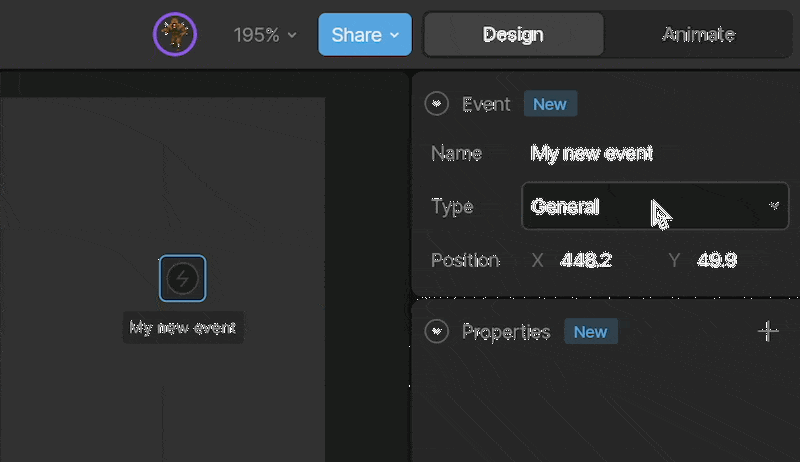 195% Share Design Animate
Event New
Name My new event
Type General
Position X 448.2 Y 49.9
My new event
Properties New